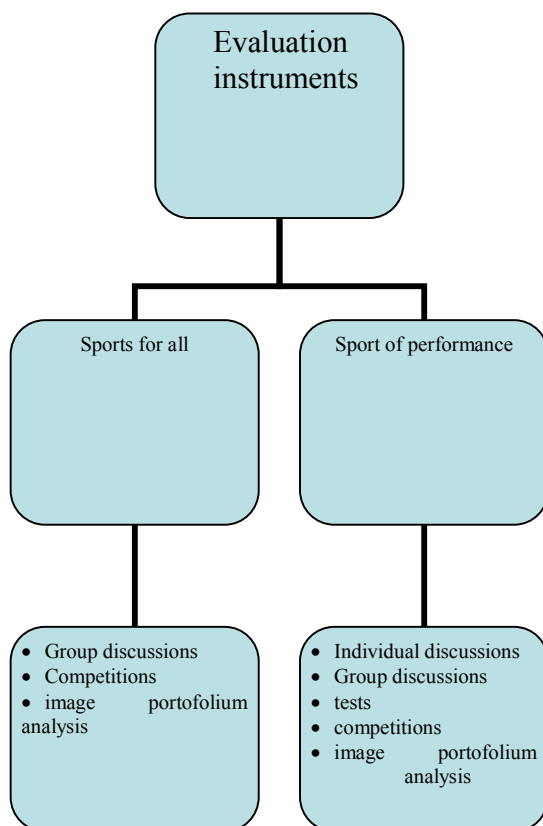 Evaluation
instruments
Sports for all
Sport of performance
• Group discussions
• Competitions
• image portofolium
analysis
• Individual discussions
• Group discussions
• tests
• competitions
• image portofolium
analysis